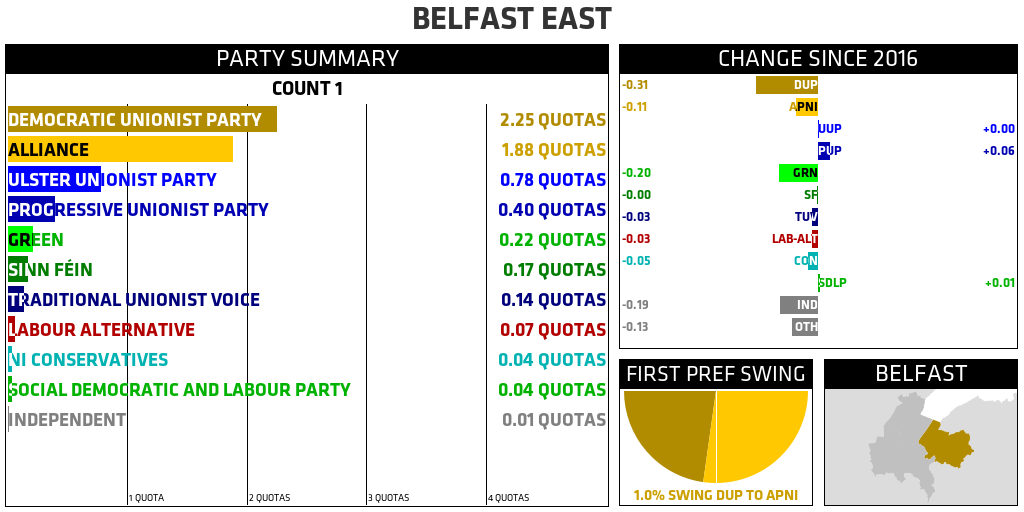 BELFAST EAST
PARTY SUMMARY
COUNT 1
DEMOCRATIC UNIONIST PARTY 2.25 QUOTAS
ALLIANCE 1.88 QUOTAS
ULSTER UNIONIST PARTY 0.78 QUOTAS
PROGRESSIVE UNIONIST PARTY 0.40 QUOTAS
GREEN 0.22 QUOTAS
SINN FÉIN 0.17 QUOTAS
TRADITIONAL UNIONIST VOICE 0.14 QUOTAS
LABOUR ALTERNATIVE 0.07 QUOTAS
NI CONSERVATIVES 0.04 QUOTAS
SOCIAL DEMOCRATIC AND LABOUR PARTY 0.04 QUOTAS
INDEPENDENT 0.01 QUOTAS
1 QUOTA 2 QUOTAS 3 QUOTAS 4 QUOTAS
CHANGE SINCE 2016
-0.31 DUP
-0.11 APNI
UUP +0.00
PUP +0.06
-0.20 GRN
-0.00 SF
-0.03 TUV
-0.03 LAB-ALT
-0.05 CON
SDLP +0.01
-0.19 IND
-0.13 OTH
FIRST PREF SWING
1.0% SWING DUP TO APNI
BELFAST